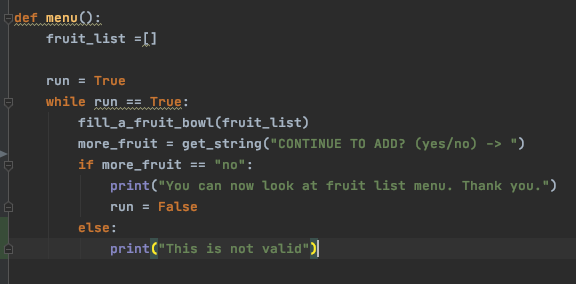 def menu():
    fruit_list =[]

    run = True
    while run == True:
        fill_a_fruit_bowl(fruit_list)
        more_fruit = get_string("CONTINUE TO ADD? (yes/no) -> ")
        if more_fruit == "no":
            print("You can now look at fruit list menu. Thank you.")
            run = False
        else:
            print("This is not valid")